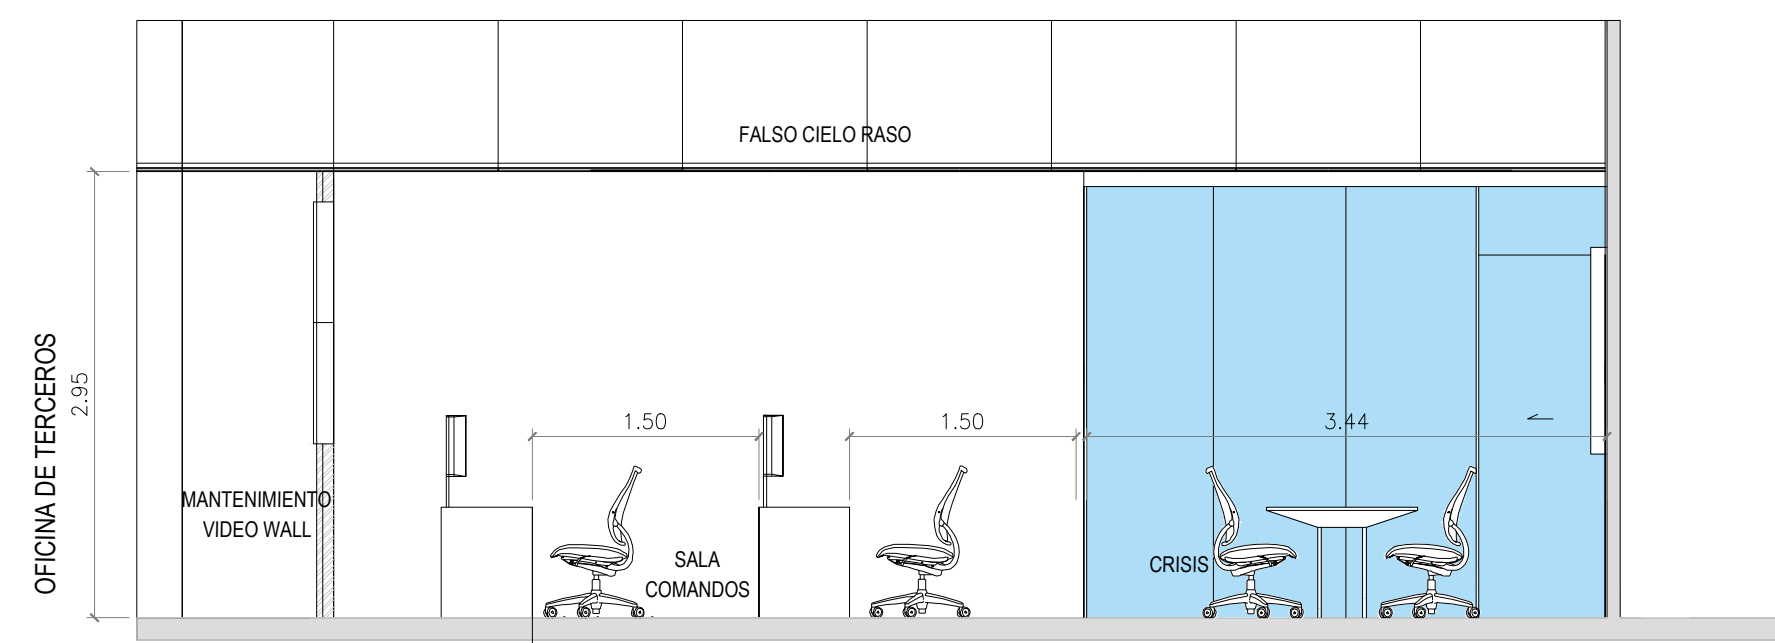 FALSO CIELO RASO
OFICINA DE TERCEROS
2.95
1.50
1.50
3.44
MANTENIMIENTO
VIDEO WALL
SALA
COMANDOS
CRISIS